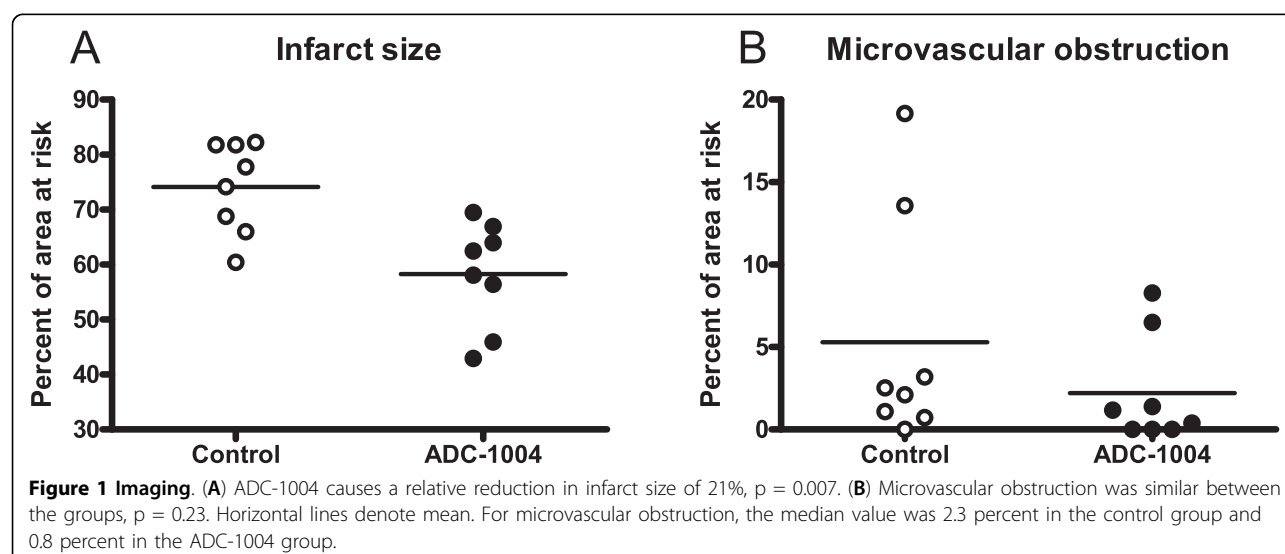 A Infarct size
Percent of area at risk
90
80
70
60
50
40
30
Control ADC-1004
B Microvascular obstruction
Percent of area at risk
20
15
10
5
0
Control ADC-1004
Figure 1 Imaging. (A) ADC-1004 causes a relative reduction in infarct size of 21%, p = 0.007. (B) Microvascular obstruction was similar between
the groups, p = 0.23. Horizontal lines denote mean. For microvascular obstruction, the median value was 2.3 percent in the control group and
0.8 percent in the ADC-1004 group.